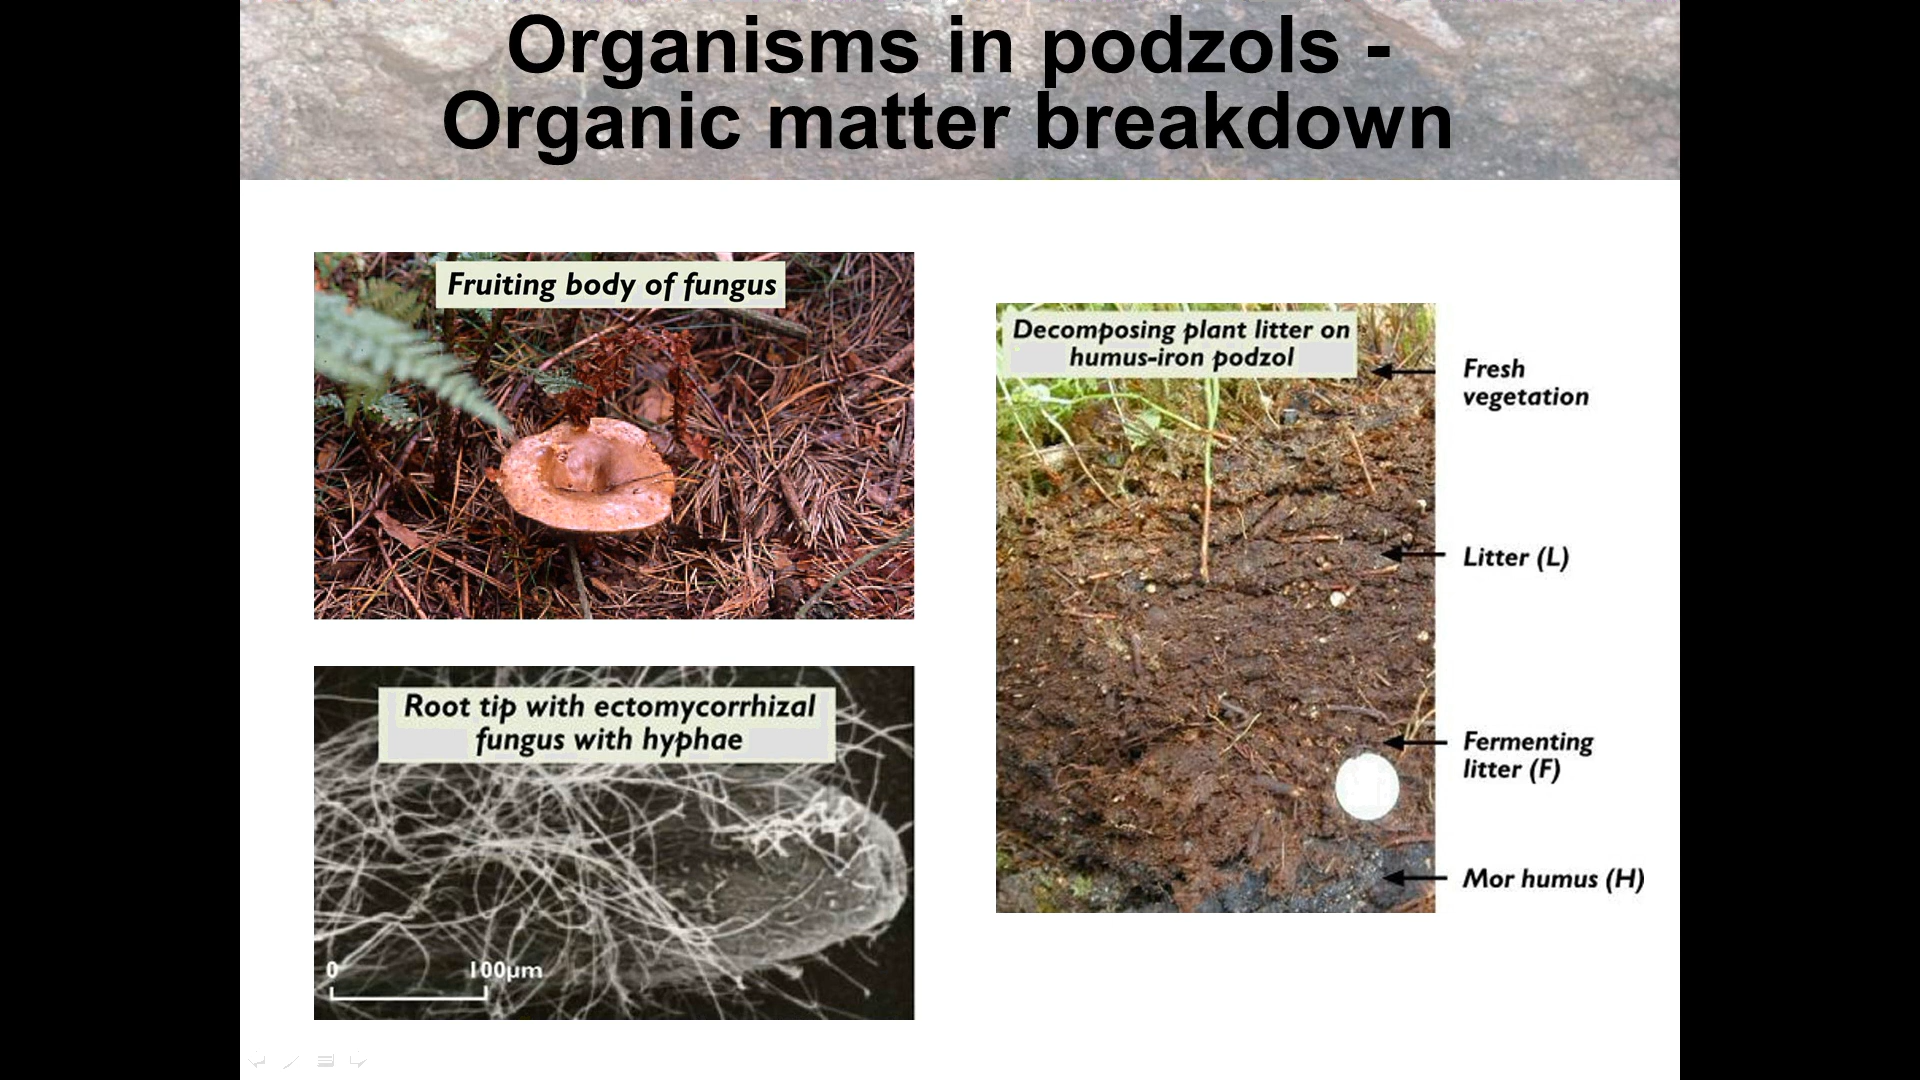 Organisms in podzols -
Organic matter breakdown
Fruiting body of fungus
Root tip with ectomycorrhizal
fungus with hyphae
0 100µm
Decomposing plant litter on
humus-iron podzol
Fresh
vegetation
Litter (L)
Fermenting
litter (F)
Mor humus (H)